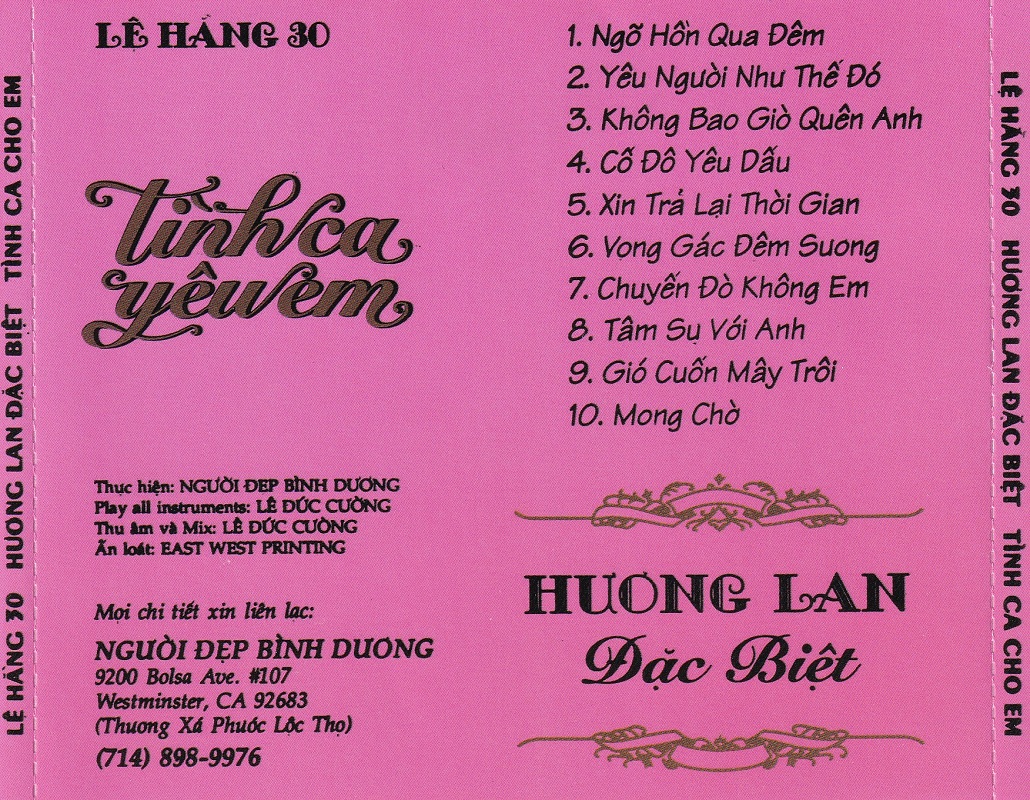 LỆ HẰNG 30
tình ca
yêu em
Thực hiện: NGƯỜI ĐẸP BÌNH DƯƠNG
Play all instruments: LÊ ĐỨC CƯỜNG
Thu âm và Mix: LÊ ĐỨC CƯỜNG
Ấn loát: EAST WEST PRINTING
Mọi chi tiết xin liên lạc:
NGƯỜI ĐẸP BÌNH DƯƠNG
9200 Bolsa Ave. #107
Westminster, CA 92683
(Thương Xá Phước Lộc Thọ)
(714) 898-9976
1. Ngõ Hồn Qua Đêm
2. Yêu Người Như Thế Đó
3. Không Bao Giờ Quên Anh
4. Cố Đô Yêu Dấu
5. Xin Trả Lại Thời Gian
6. Vọng Gác Đêm Sương
7. Chuyến Đò Không Em
8. Tâm Sự Với Anh
9. Gió Cuốn Mây Trôi
10. Mong Chờ
HƯƠNG LAN
Đặc Biệt
LỆ HẰNG 30 HƯƠNG LAN ĐẶC BIỆT TÌNH CA CHO EM
LỆ HẰNG 30 HƯƠNG LAN ĐẶC BIỆT TÌNH CA CHO EM